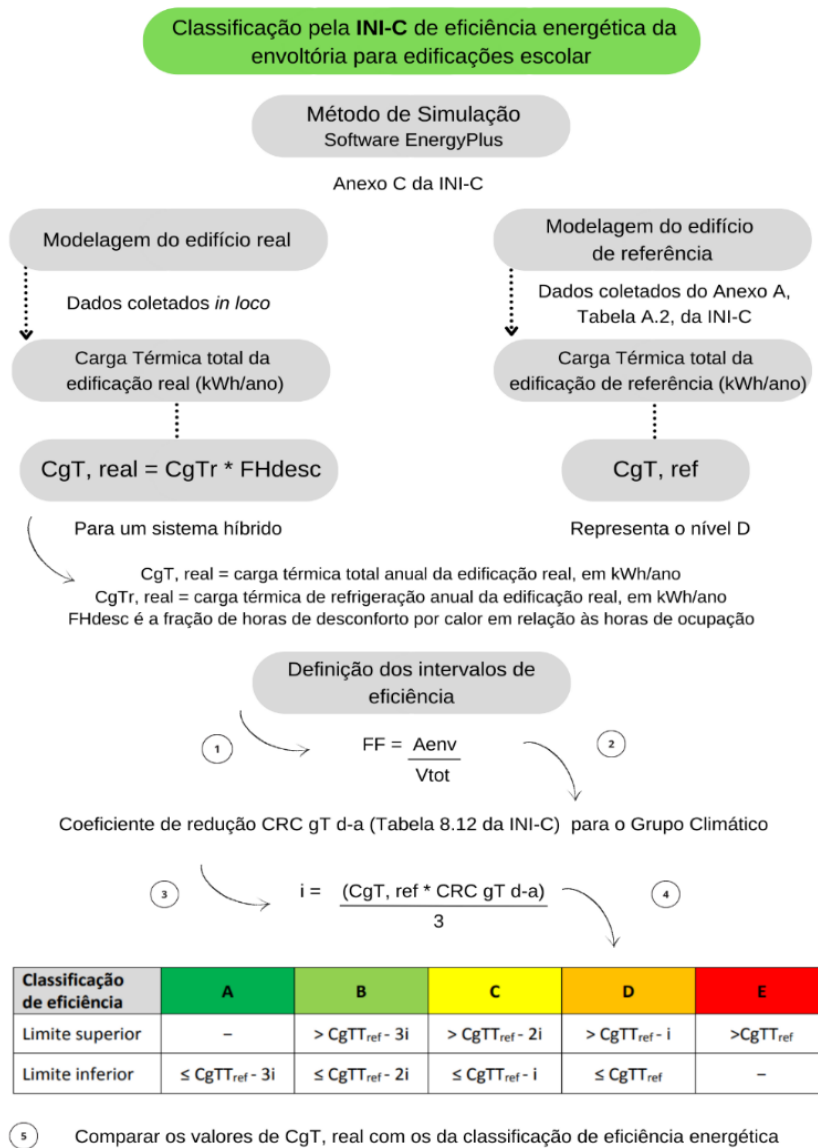 Classificação pela INI-C de eficiência energética da
envoltória para edificações escolar
Método de Simulação
Software EnergyPlus
Anexo C da INI-C
Modelagem do edifício real
Modelagem do edifício
de referência
Dados coletados in loco
Dados coletados do Anexo A,
Tabela A.2, da INI-C
Carga Térmica total da
edificação real (kWh/ano)
Carga Térmica total da
edificação de referência (kWh/ano)
CgT, real = CgTr * FHdesc
CgT, ref
Para um sistema híbrido
Representa o nível D
CgT, real = carga térmica total anual da edificação real, em kWh/ano
CgTr, real = carga térmica de refrigeração anual da edificação real, em kWh/ano
FHdesc é a fração de horas de desconforto por calor em relação às horas de ocupação
Definição dos intervalos de
eficiência
1
FF = Aenv
Vtot
2
Coeficiente de redução CRC gT d-a (Tabela 8.12 da INI-C) para o Grupo Climático
3
i = (CgT, ref * CRC gT d-a)
3
4
Classificação
de eficiência
A B C D E
Limite superior – > CgTTref - 3i > CgTTref - 2i > CgTTref - i >CgTTref
Limite inferior ≤ CgTTref - 3i ≤ CgTTref - 2i ≤ CgTTref - i ≤ CgTTref –
5 Comparar os valores de CgT, real com os da classificação de eficiência energética